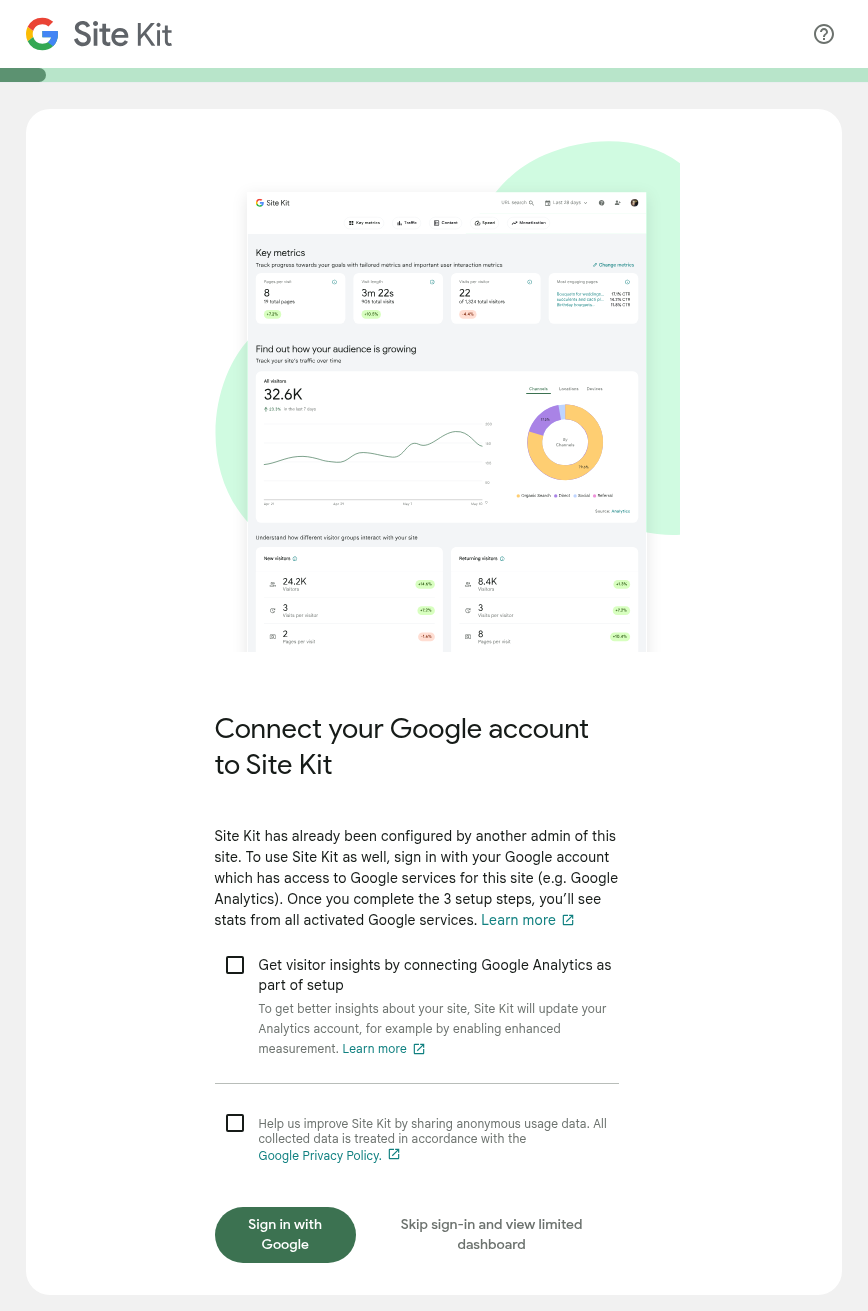 Site Kit
Site Kit
URL Search
Last 28 days
Key metrics
Traffic
Content
Speed
Monetization
Key metrics
Track progress towards your goals with tailored metrics and important user interaction metrics
Change metrics
Pages per visit
Visit length
Visits per visitor
Most engaging pages
8
3m 22s
22
19 total pages
906 total visits
of 1,324 total visitors
+7.2%
-4.4%
17.1% CTR
Find out how your audience is growing
Track your site's traffic over time
All visitors
32.6K
in the last 7 days
Channels
Locations
Devices
By
Channels
Organic Search
Direct
Social
Referral
Source: Analytics
Understand how different visitor groups interact with your site
New visitors
Returning visitors
24.2K
Visitors
8.4K
Visitors
3
Visits per visitor
3
Visits per visitor
2
Pages per visit
8
Pages per visit
Connect your Google account
to Site Kit
Site Kit has already been configured by another admin of this
site. To use Site Kit as well, sign in with your Google account
which has access to Google services for this site (e.g. Google
Analytics). Once you complete the 3 setup steps, you’ll see
stats from all activated Google services. Learn more
Get visitor insights by connecting Google Analytics as
part of setup
To get better insights about your site, Site Kit will update your
Analytics account, for example by enabling enhanced
measurement. Learn more
Help us improve Site Kit by sharing anonymous usage data. All
collected data is treated in accordance with the
Google Privacy Policy.
Sign in with
Google
Skip sign-in and view limited
dashboard